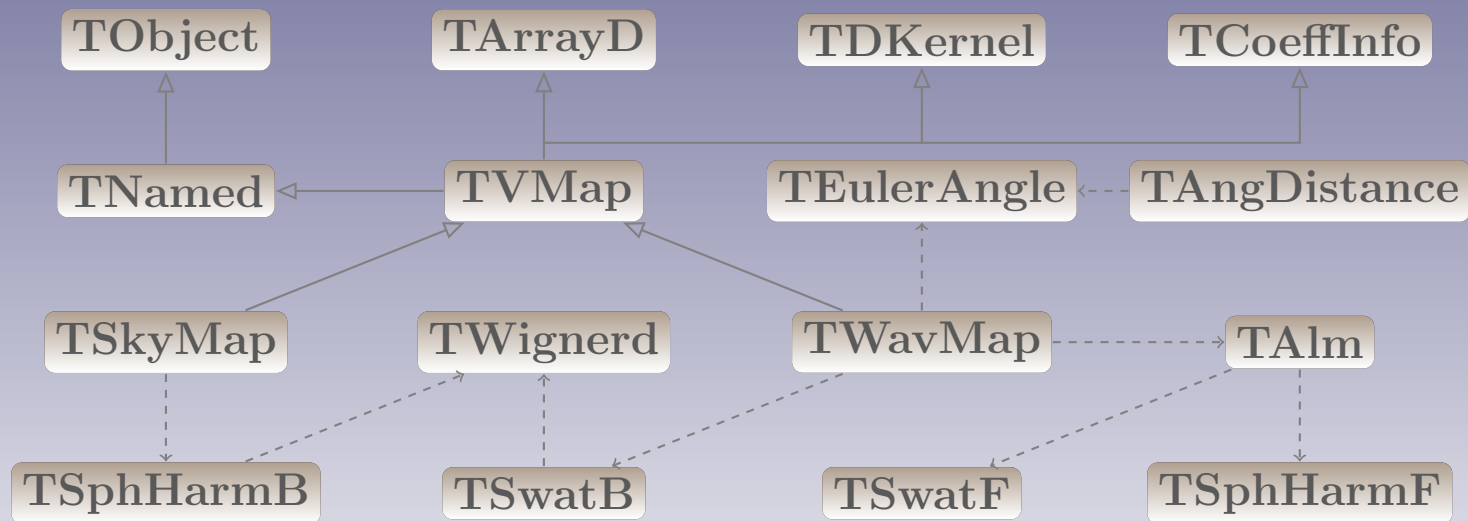 TObject
TArrayD
TDKernel
TCoeffInfo
TNamed
TVMap
TEulerAngle
TAngDistance
TSkyMap
TWignerd
TWavMap
TAlm
TSphHarmB
TSwatB
TSwatF
TSphHarmF